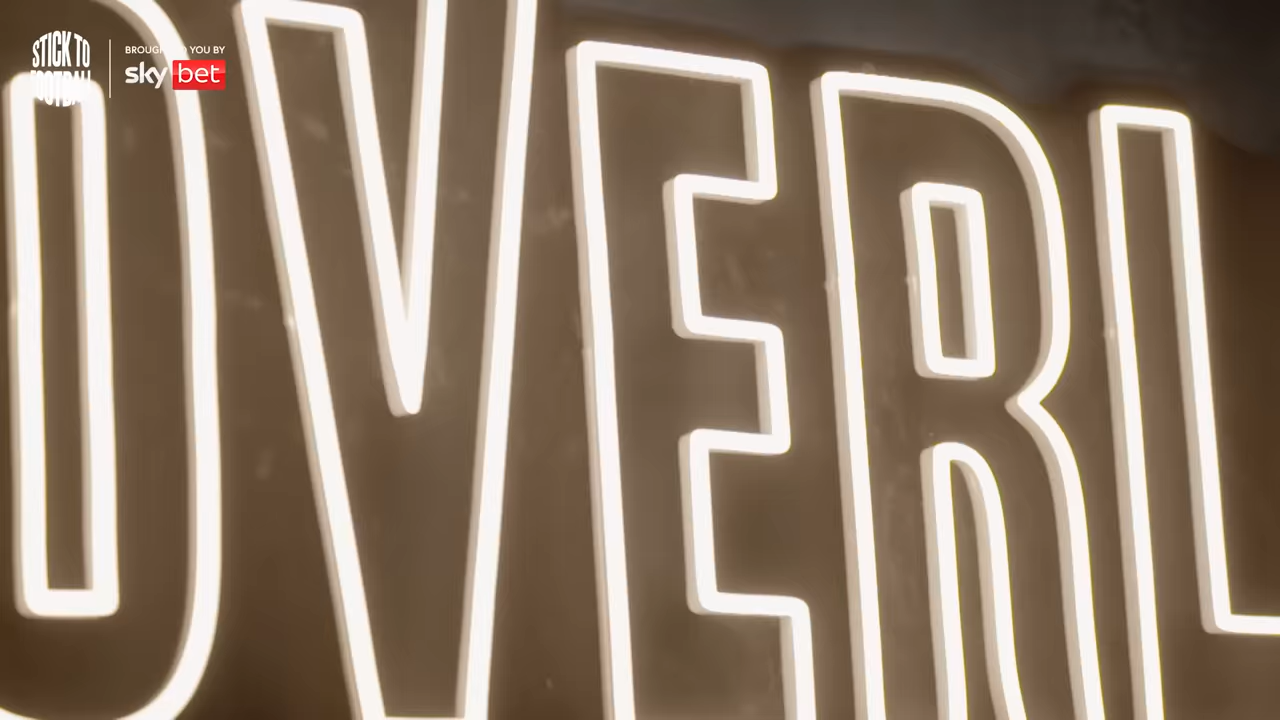 STICK TO
FOOTBALL
BROUGHT TO YOU BY
sky bet
OVERL